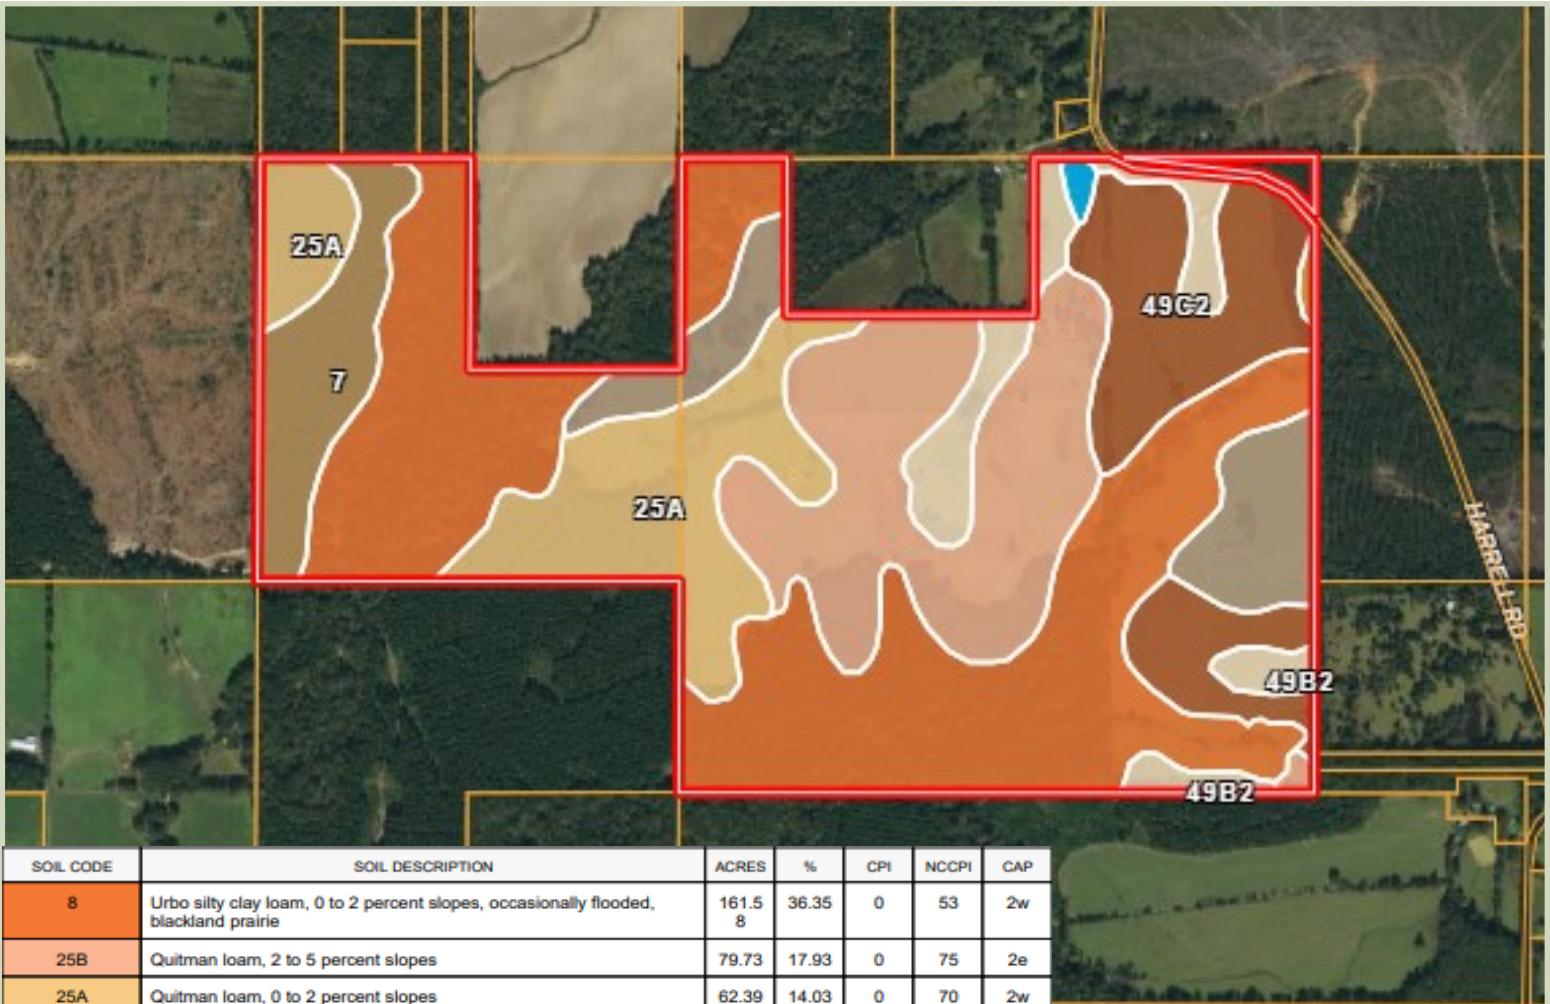 25A
49C2
7
25A
HARRELL RD
49B2
49B2
SOIL CODE SOIL DESCRIPTION ACRES % CPI NCCPI CAP
8 Urbo silty clay loam, 0 to 2 percent slopes, occasionally flooded, 161.5 36.35 0 53 2w
blackland prairie 8
25B Quitman loam, 2 to 5 percent slopes 79.73 17.93 0 75 2e
25A Quitman loam, 0 to 2 percent slopes 62.39 14.03 0 70 2w